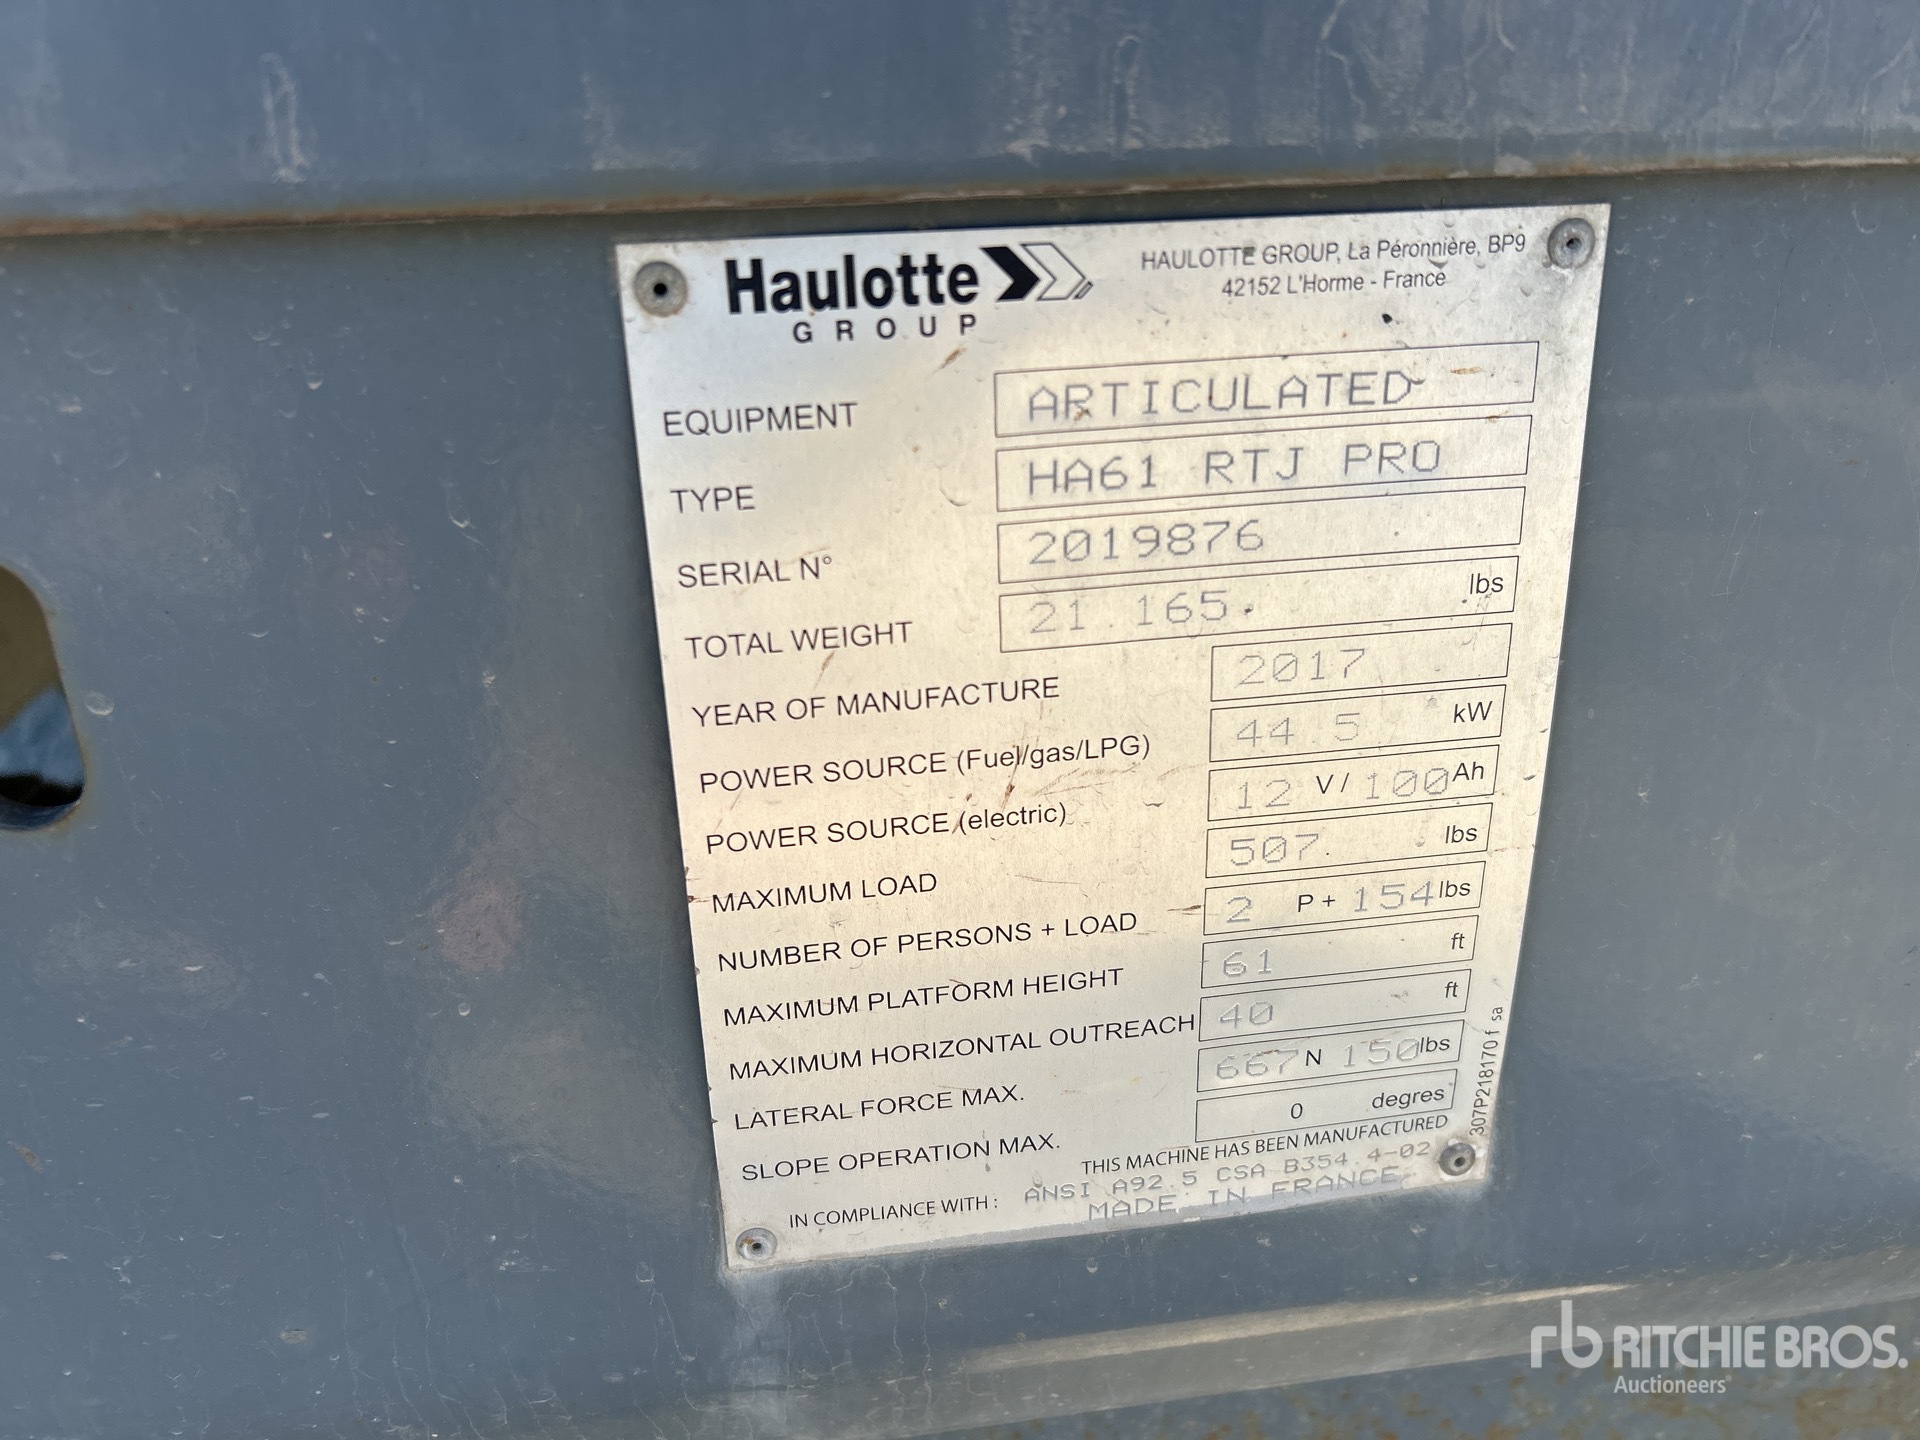 Haulotte
GROUP
HAULOTTE GROUP, La Péronnière, BP9
42152 L'Horme - France
EQUIPMENT ARTICULATED
TYPE HA61 RTJ PRO
SERIAL N° 2019876
TOTAL WEIGHT 21.165. lbs
YEAR OF MANUFACTURE 2017
POWER SOURCE (Fuel/gas/LPG) 44.5 kW
POWER SOURCE (electric) 12 V/ 100 Ah
MAXIMUM LOAD 507. lbs
NUMBER OF PERSONS + LOAD 2 P + 154 lbs
MAXIMUM PLATFORM HEIGHT 61 ft
MAXIMUM HORIZONTAL OUTREACH 40 ft
LATERAL FORCE MAX. 667 N 150 lbs
SLOPE OPERATION MAX. 0 degres
THIS MACHINE HAS BEEN MANUFACTURED
IN COMPLIANCE WITH : ANSI A92.5 CSA B354.4-02
MADE IN FRANCE
307P218170 f sa
rb RITCHIE BROS.
Auctioneers